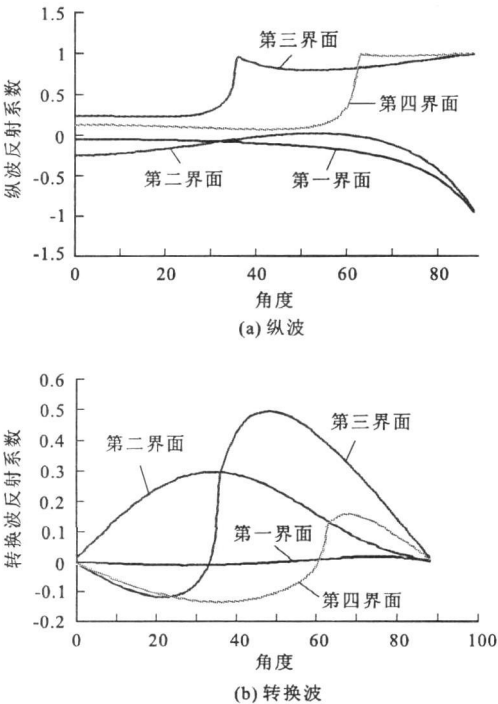 1.5
1
0.5
0
-0.5
-1
-1.5
纵波反射系数
第三界面
第四界面
第二界面
第一界面
0
20
40
60
80
角度
(a) 纵波
0.6
0.5
0.4
0.3
0.2
0.1
0
-0.1
-0.2
转换波反射系数
第二界面
第三界面
第一界面
第四界面
0
20
40
60
80
100
角度
(b) 转换波